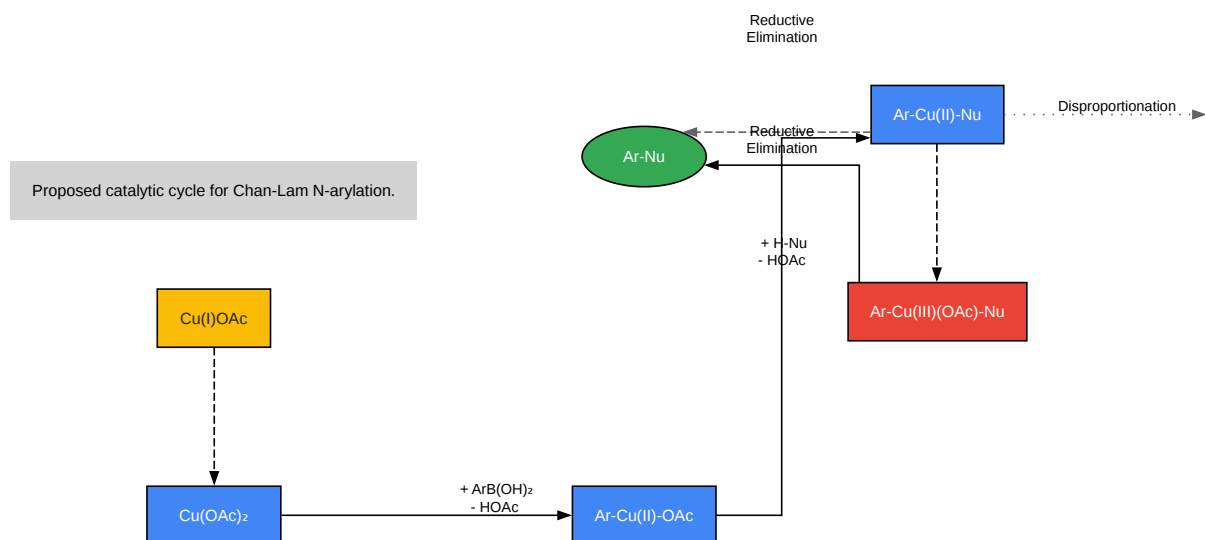 Reductive
Elimination
Ar-Cu(II)-Nu
Disproportionation
Reductive
Elimination
Ar-Nu
Proposed catalytic cycle for Chan-Lam N-arylation.
+ H-Nu
- HOAc
Cu(I)OAc
Ar-Cu(III)(OAc)-Nu
+ ArB(OH)₂
- HOAc
Cu(OAc)₂
Ar-Cu(II)-OAc